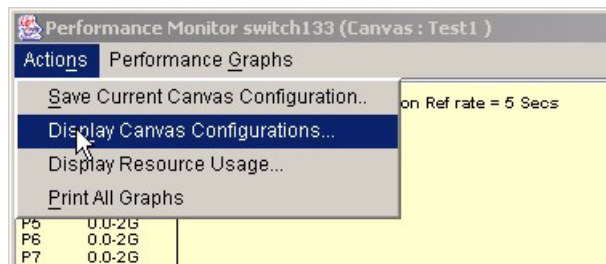 Performance Monitor switch133 (Canvas : Test1 )
Actions Performance Graphs
Save Current Canvas Configuration..
on Ref rate = 5 Secs
Display Canvas Configurations...
Display Resource Usage...
Print All Graphs
P5 0.0-2G
P6 0.0-2G
P7 0.0-2G